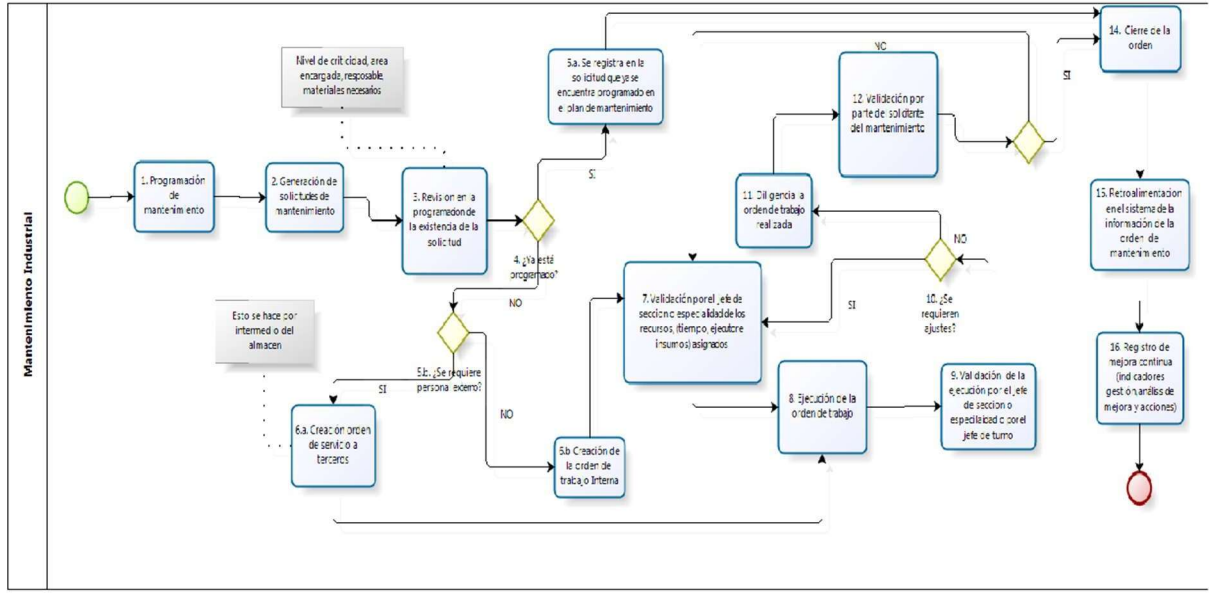 Mantenimiento Industrial
Nivel de criticidad, area
encargada, resposable,
materiales necesarios
1. Programación
de
mantenimiento
2. Generación de
solicitudes de
mantenimiento
3. Revision en la
programacion de
la existencia de la
solicitud
4. ¿Ya está
programado?
SI
NO
5.a. Se registra en la
solicitud que ya se
encuentra programado en
el plan de mantenimiento
5.b. ¿Se requiere
personal externo?
SI
NO
Esto se hace por
intermedio del
almacen
6.a. Creacion orden
de servicio a
terceros
6.b Creación de
la orden de
trabajo Interna
7. Validación por el jefe de
seccion o especialidad de los
recursos, (tiempo, ejecutor e
insumos) asignados
8. Ejecución de la
orden de trabajo
9. Validación de la
ejecución por el jefe
de seccion o
especilaizad o por el
jefe de turno
10. ¿Se
requieren
ajustes?
SI
NO
11. Diligencia la
orden de trabajo
realizada
12. Validación por
parte del solicitante
del mantenimiento
NO
SI
14. Cierre de la
orden
15. Retroalimentacion
en el sistema de la
información de la
orden de
mantenimiento
16. Registro de
mejora continua
(indicadores
gestión, análisis de
mejora y acciones)